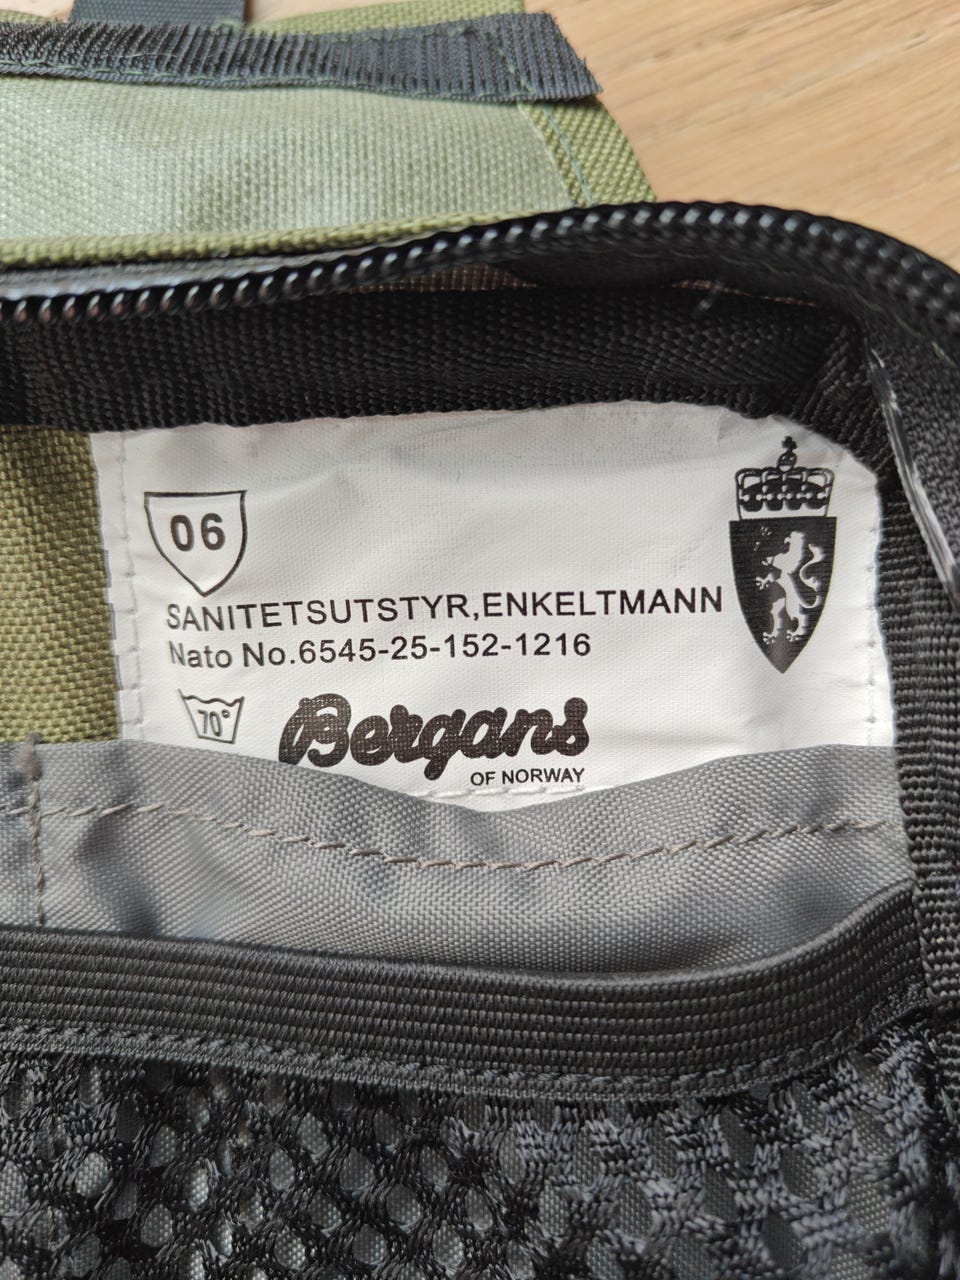 06
SANITETSUTSTYR,ENKELTMANN
Nato No.6545-25-152-1216
70°
Bergans
OF NORWAY